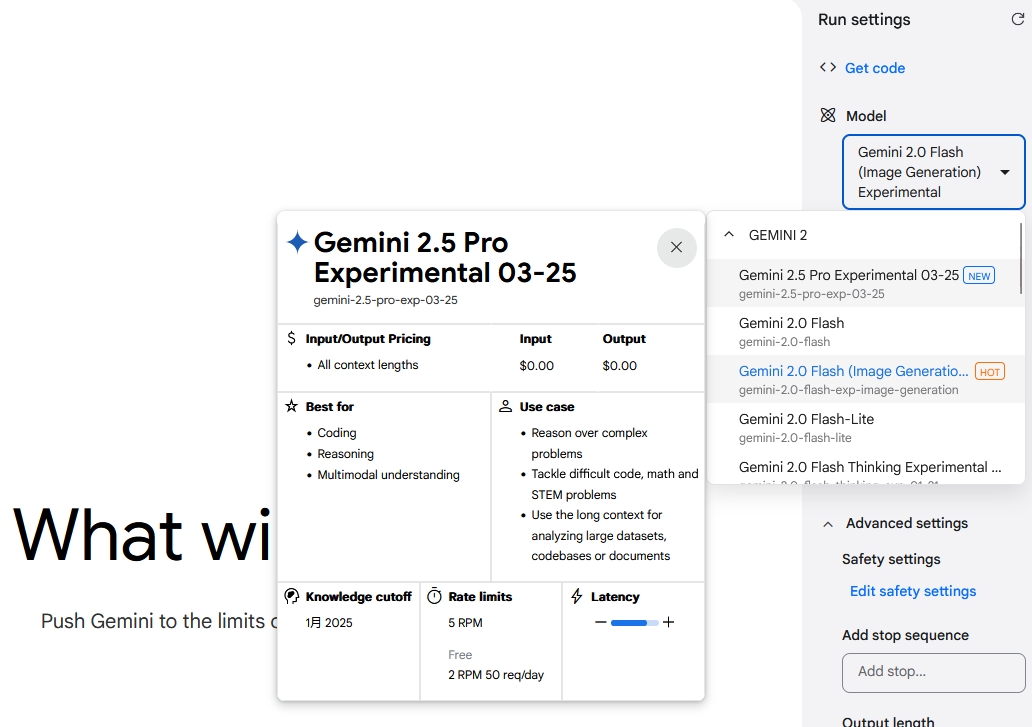 Run settings
Get code
Model
Gemini 2.0 Flash
(Image Generation)
Experimental
GEMINI 2
Gemini 2.5 Pro Experimental 03-25 NEW
gemini-2.5-pro-exp-03-25
Gemini 2.0 Flash
gemini-2.0-flash
Gemini 2.0 Flash (Image Generatio... HOT
gemini-2.0-flash-exp-image-generation
Gemini 2.0 Flash-Lite
gemini-2.0-flash-lite
Gemini 2.0 Flash Thinking Experimental ...
Gemini 2.5 Pro
Experimental 03-25
gemini-2.5-pro-exp-03-25
$ Input/Output Pricing Input Output
• All context lengths $0.00 $0.00
Best for
• Coding
• Reasoning
• Multimodal understanding
Use case
• Reason over complex
problems
• Tackle difficult code, math and
STEM problems
• Use the long context for
analyzing large datasets,
codebases or documents
Knowledge cutoff
1月 2025
Rate limits
5 RPM
Free
2 RPM 50 req/day
Latency
What wi
Push Gemini to the limits
Advanced settings
Safety settings
Edit safety settings
Add stop sequence
Add stop...
Output length